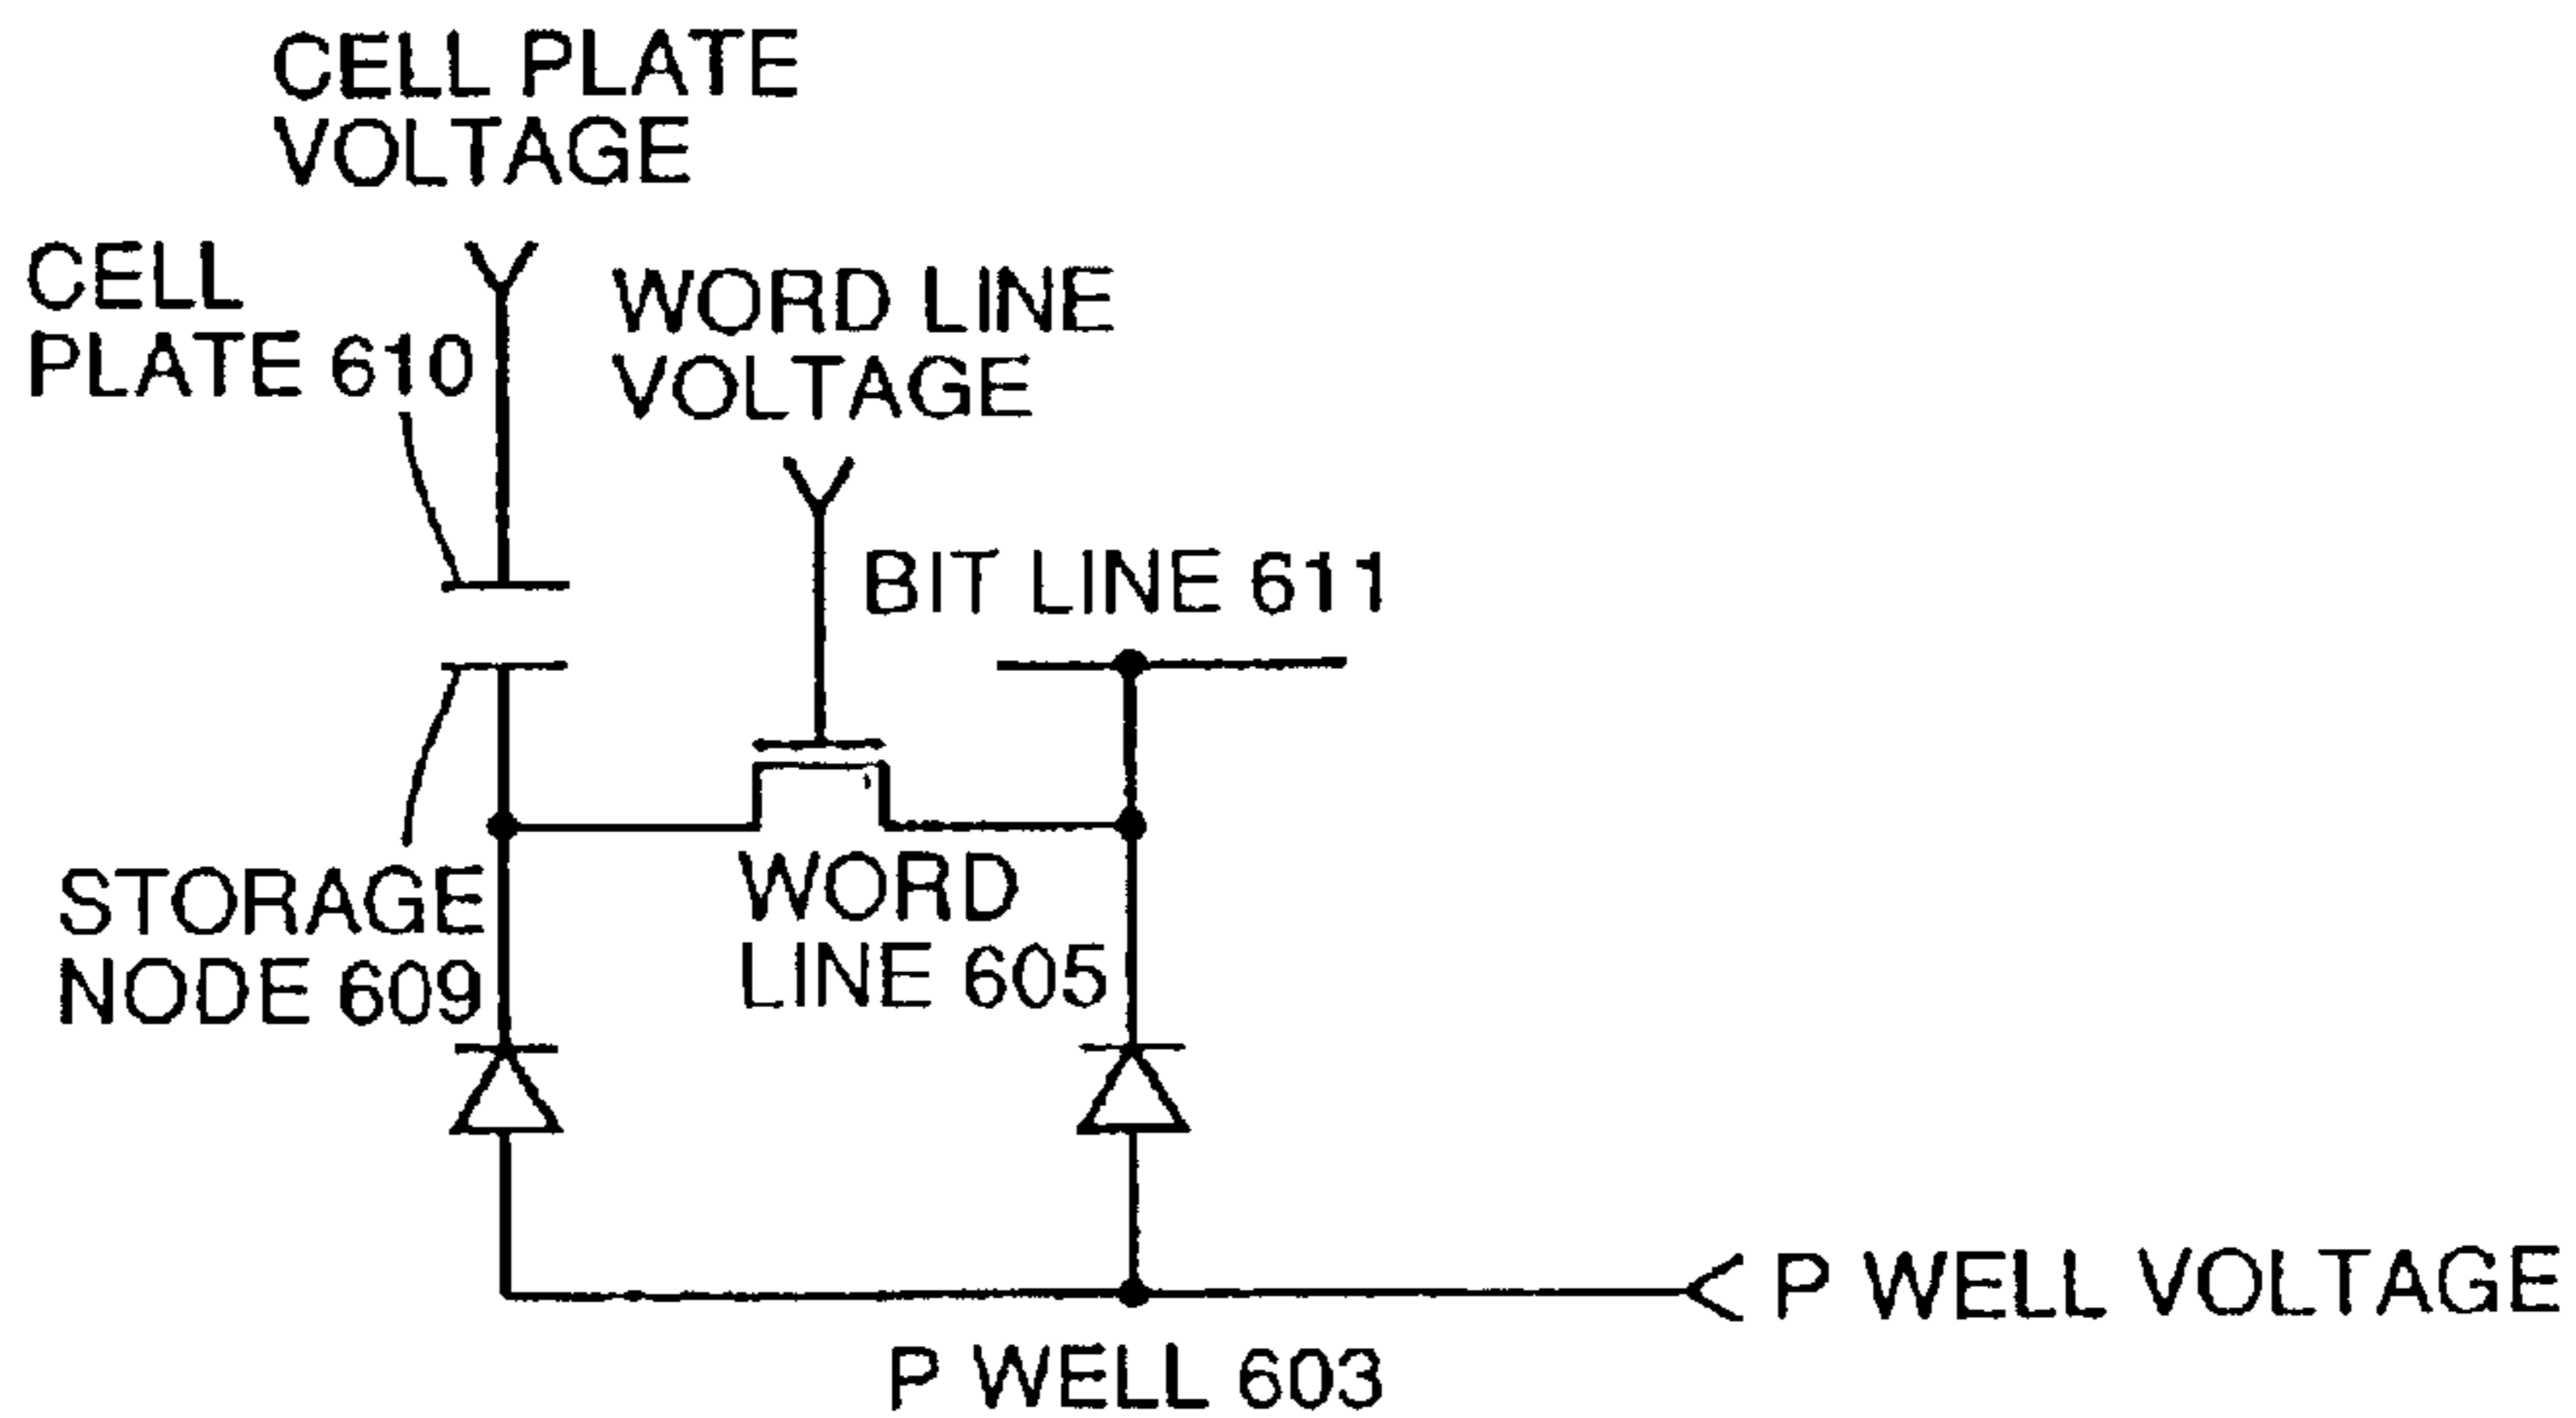 CELL PLATE
VOLTAGE
CELL
PLATE 610
WORD LINE
VOLTAGE
BIT LINE 611
STORAGE
NODE 609
WORD
LINE 605
P WELL VOLTAGE
P WELL 603